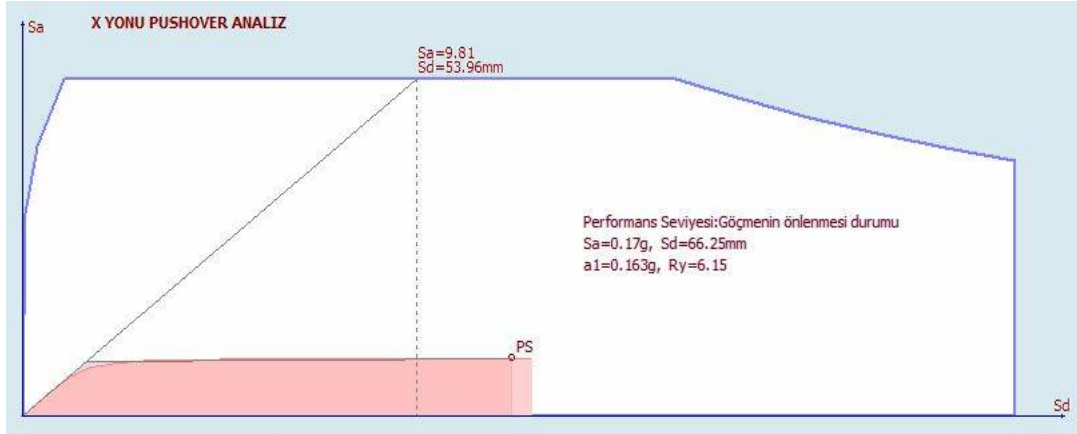 Sa
X YONU PUSHOVER ANALIZ
Sa=9.81
Sd=53.96mm
Performans Seviyesi:Göçmenin önlenmesi durumu
Sa=0.17g, Sd=66.25mm
a1=0.163g, Ry=6.15
PS
Sd